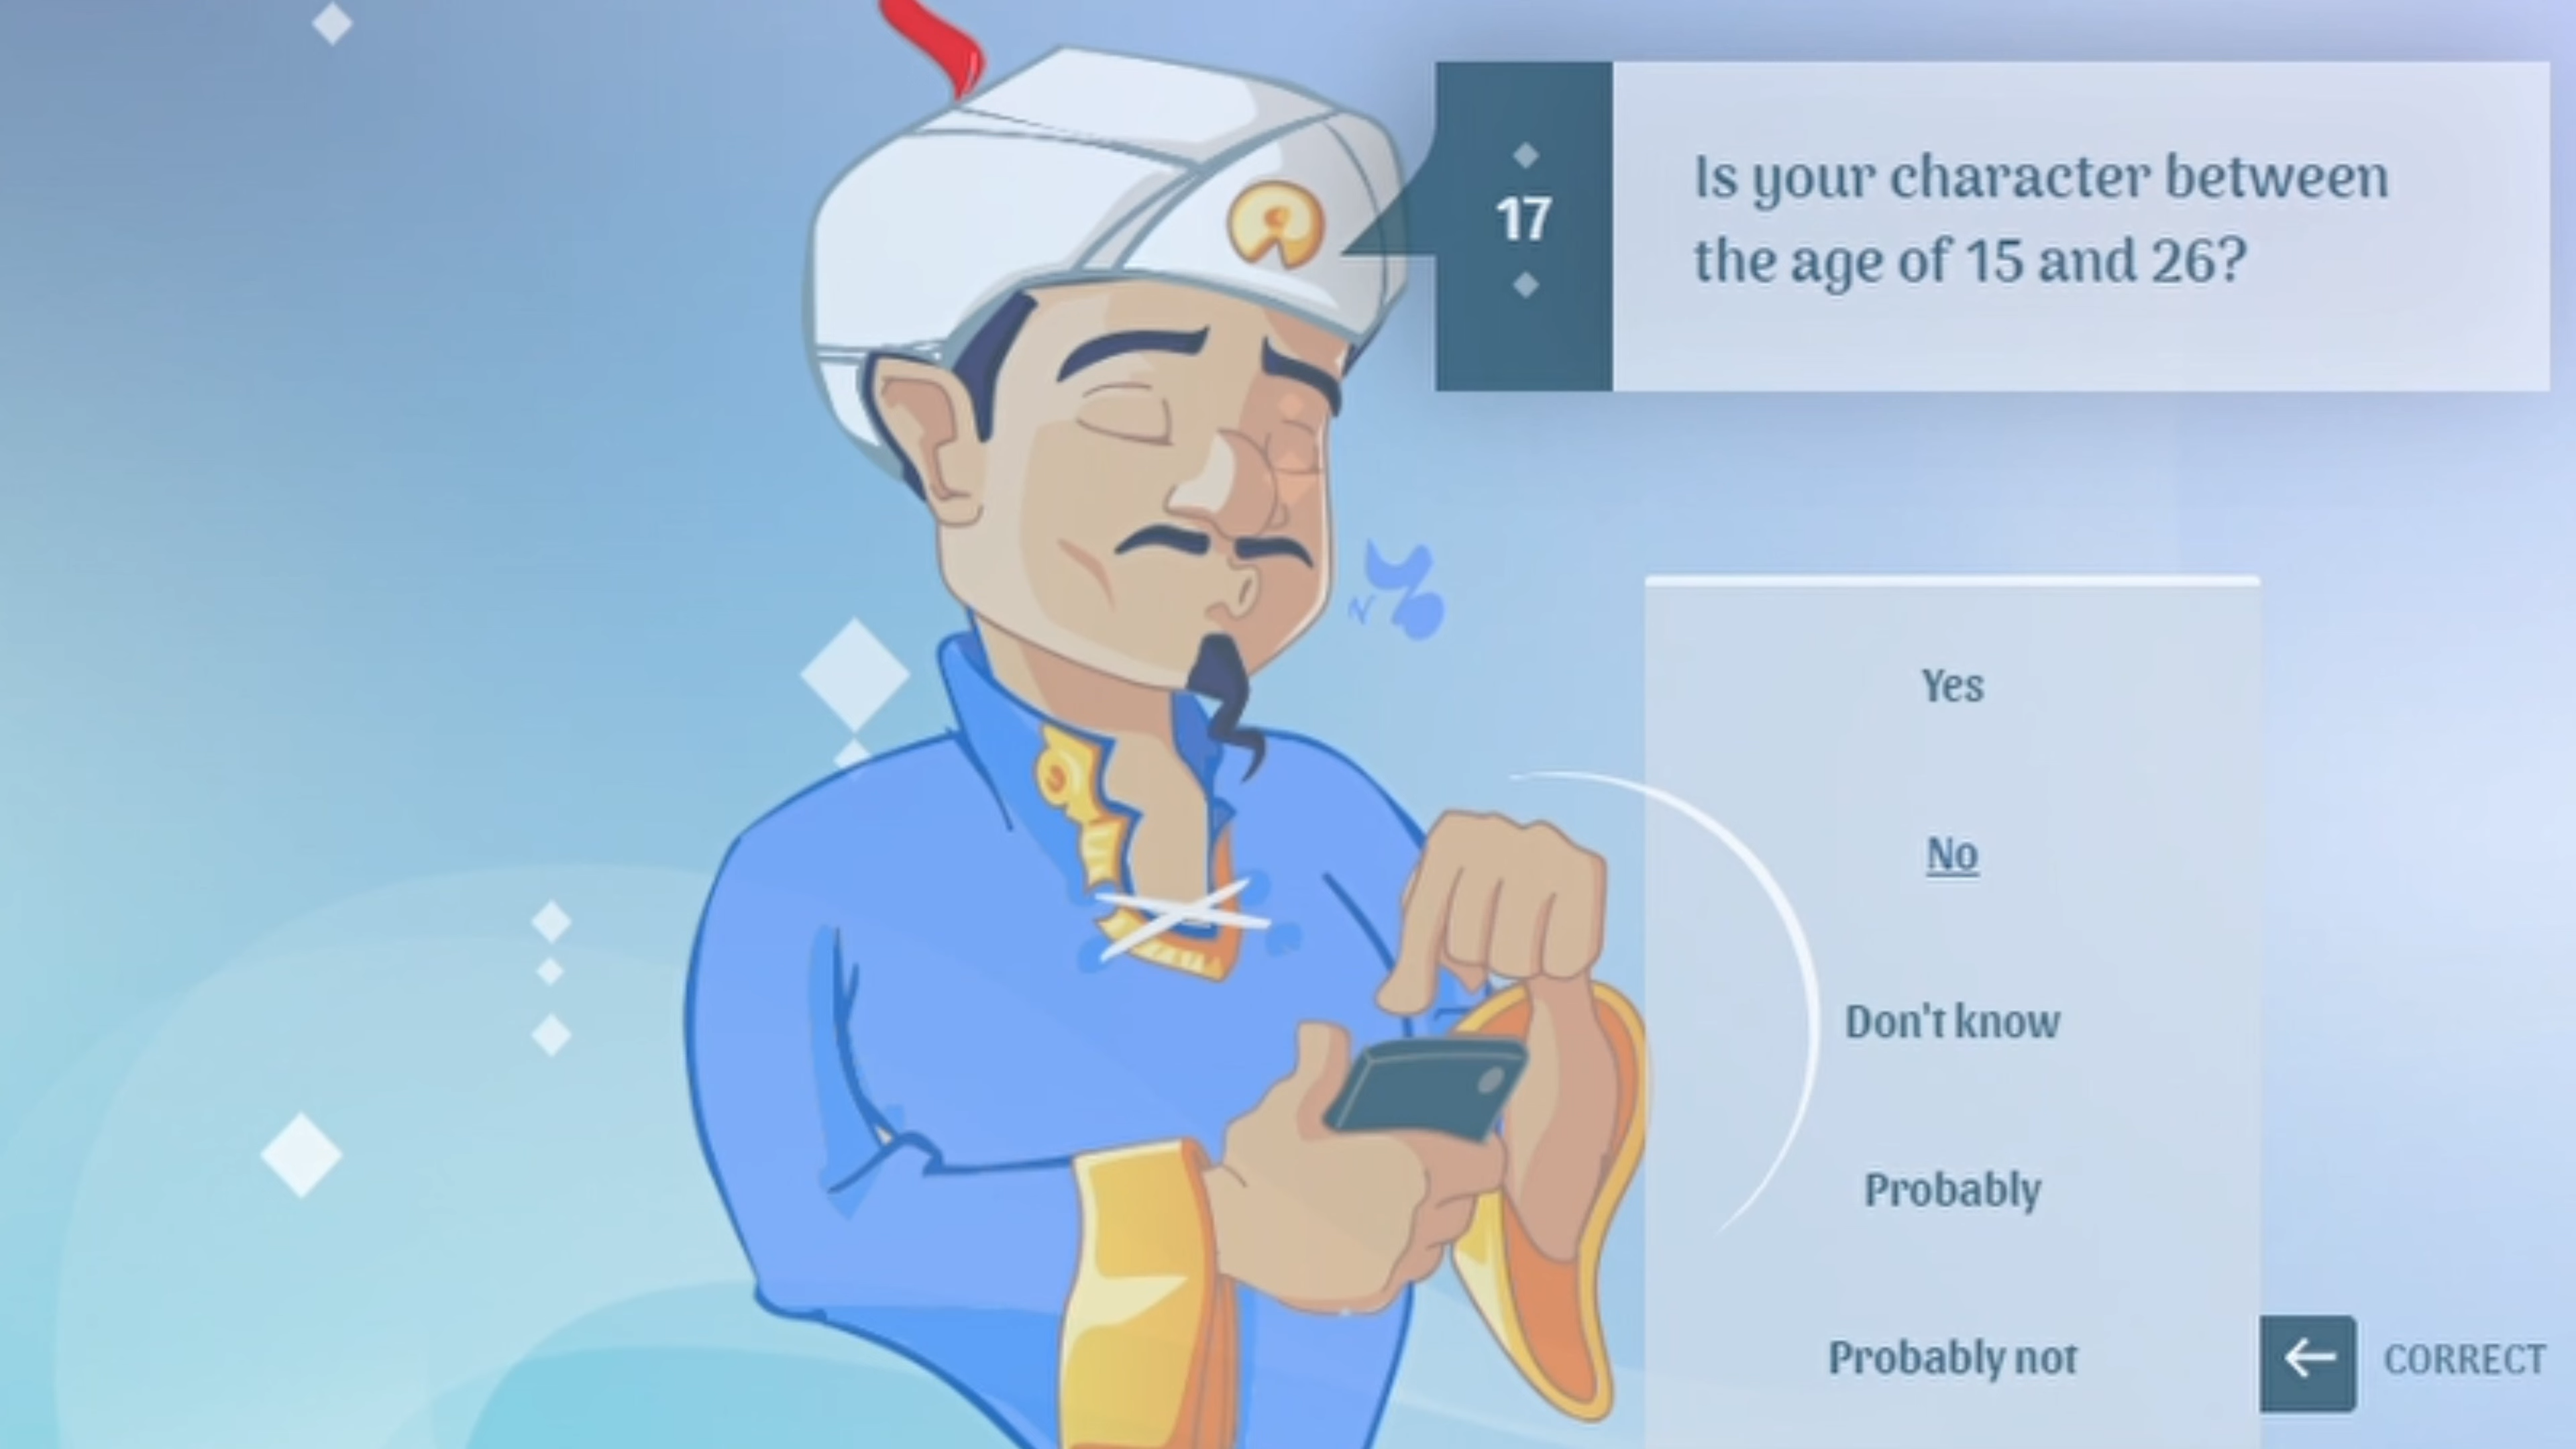 17
Is your character between
the age of 15 and 26?
Yes
No
Don't know
Probably
Probably not
CORRECT